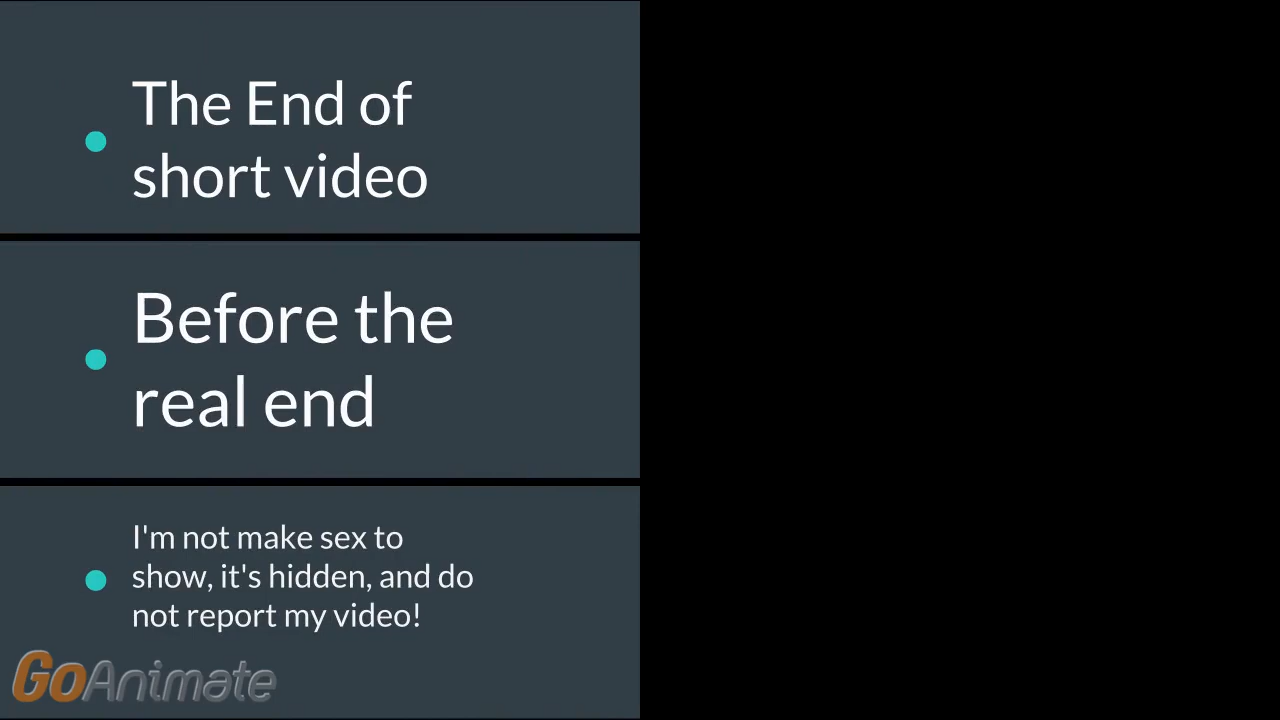 The End of
short video
Before the
real end
I'm not make sex to
show, it's hidden, and do
not report my video!
GoAnimate